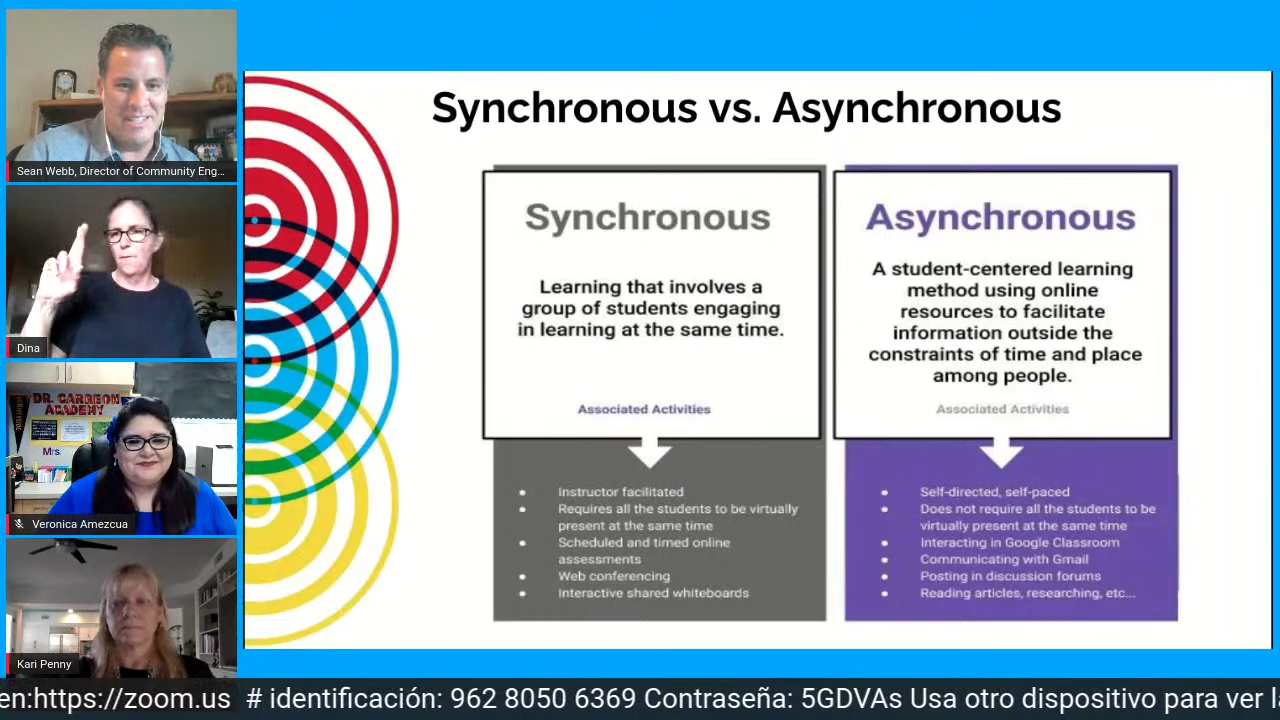 Sean Webb, Director of Community Eng...
Dina
DR. CARREON
ACADEMY
Mrs.
Veronica Amezcua
Kari Penny
Synchronous vs. Asynchronous
Synchronous
Learning that involves a
group of students engaging
in learning at the same time.
Associated Activities
Instructor facilitated
Requires all the students to be virtually
present at the same time
Scheduled and timed online
assessments
Web conferencing
Interactive shared whiteboards
Asynchronous
A student-centered learning
method using online
resources to facilitate
information outside the
constraints of time and place
among people.
Associated Activities
Self-directed, self-paced
Does not require all the students to be
virtually present at the same time
Interacting in Google Classroom
Communicating with Gmail
Posting in discussion forums
Reading articles, researching, etc...
en:https://zoom.us # identificación: 962 8050 6369 Contraseña: 5GDVAs Usa otro dispositivo para ver